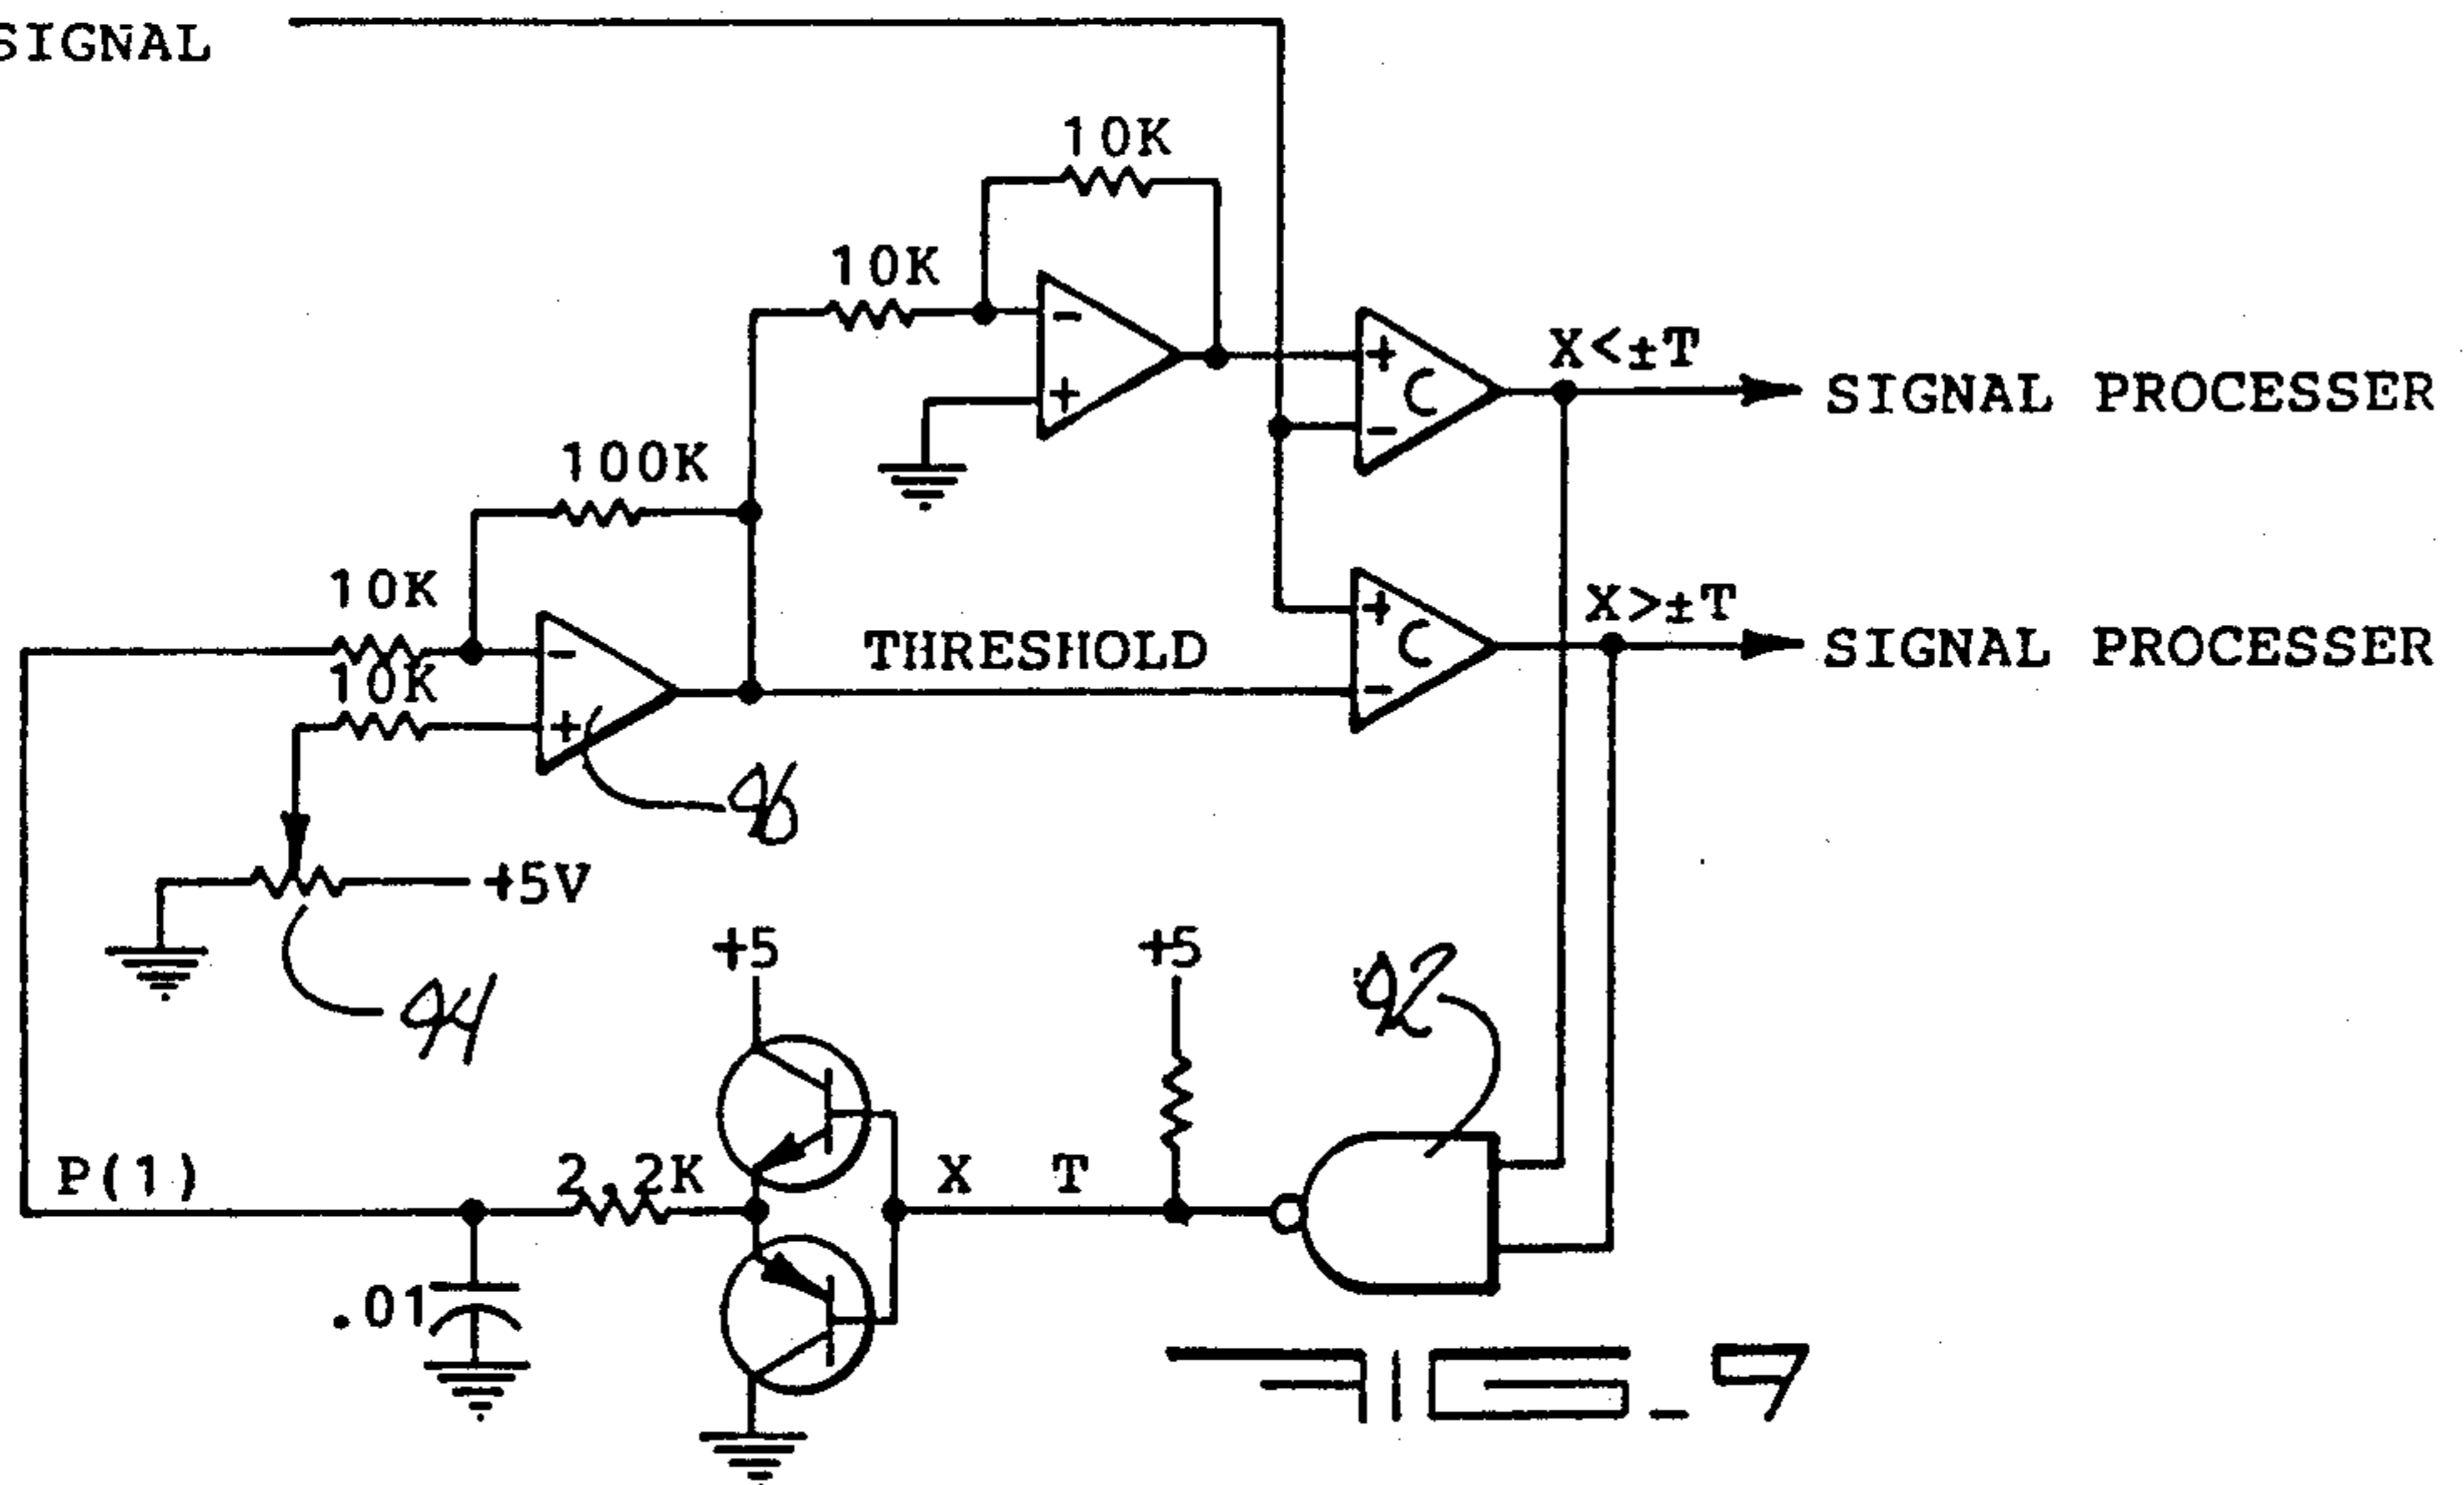 SIGNAL
10K
10K
X<±T
SIGNAL PROCESSER
+
C
-
-
+
100K
10K
X>±T
THRESHOLD
+
C
-
SIGNAL PROCESSER
10K
-
+
96
+5V
94
+5
+5
92
P(1)
2.2K
X T
.01
FIG_7